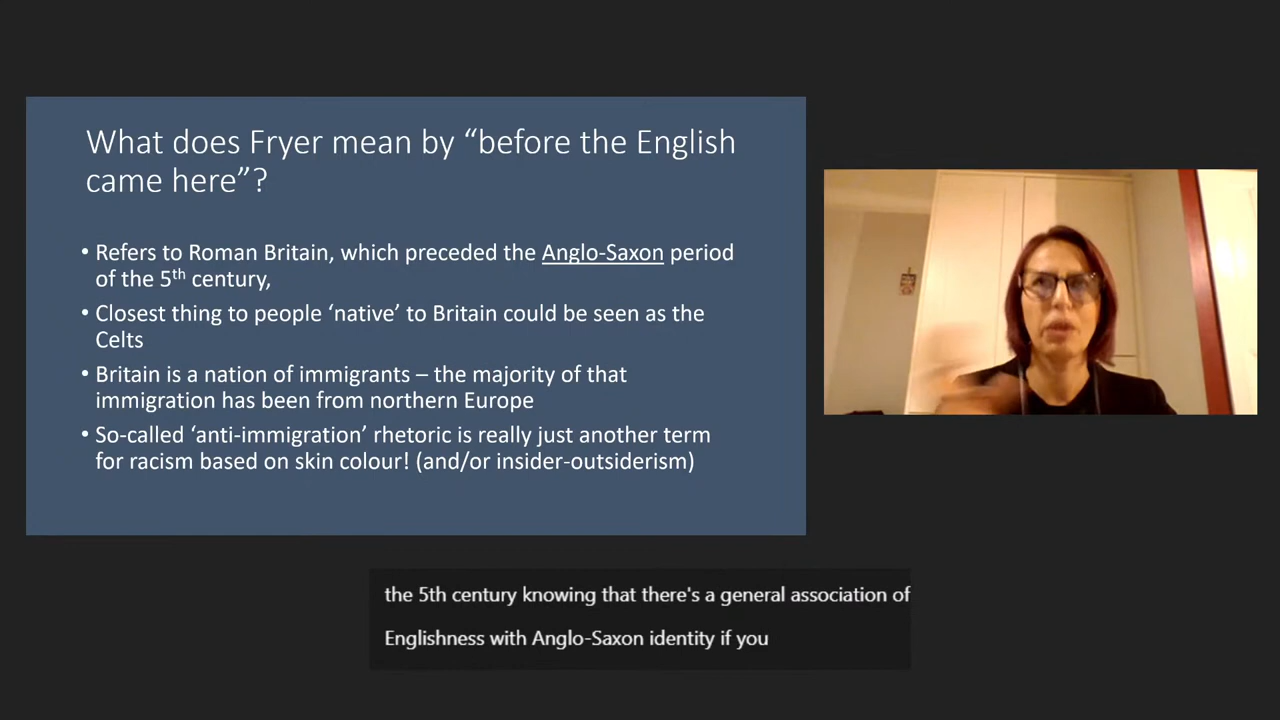 What does Fryer mean by “before the English
came here”?
• Refers to Roman Britain, which preceded the Anglo-Saxon period
of the 5th century,
• Closest thing to people ‘native’ to Britain could be seen as the
Celts
• Britain is a nation of immigrants – the majority of that
immigration has been from northern Europe
• So-called ‘anti-immigration’ rhetoric is really just another term
for racism based on skin colour! (and/or insider-outsiderism)
the 5th century knowing that there's a general association of
Englishness with Anglo-Saxon identity if you